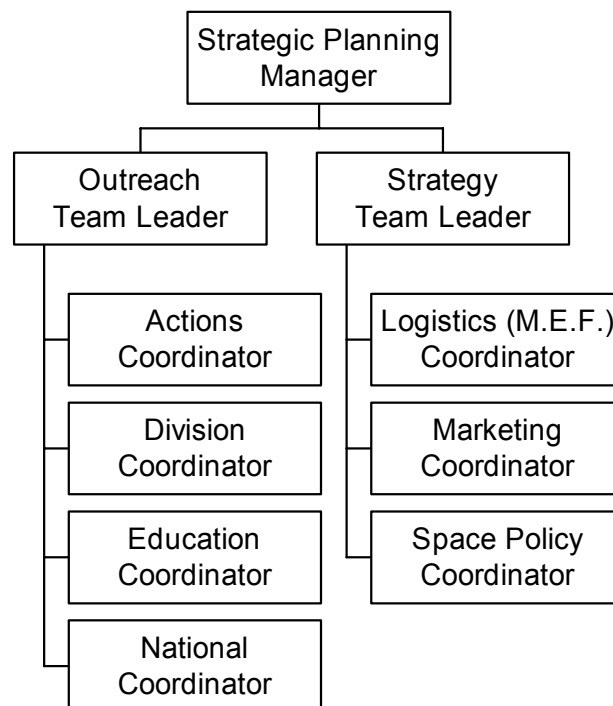 Strategic Planning
Manager
Outreach
Team Leader
Strategy
Team Leader
Actions
Coordinator
Logistics (M.E.F.)
Coordinator
Division
Coordinator
Marketing
Coordinator
Education
Coordinator
Space Policy
Coordinator
National
Coordinator